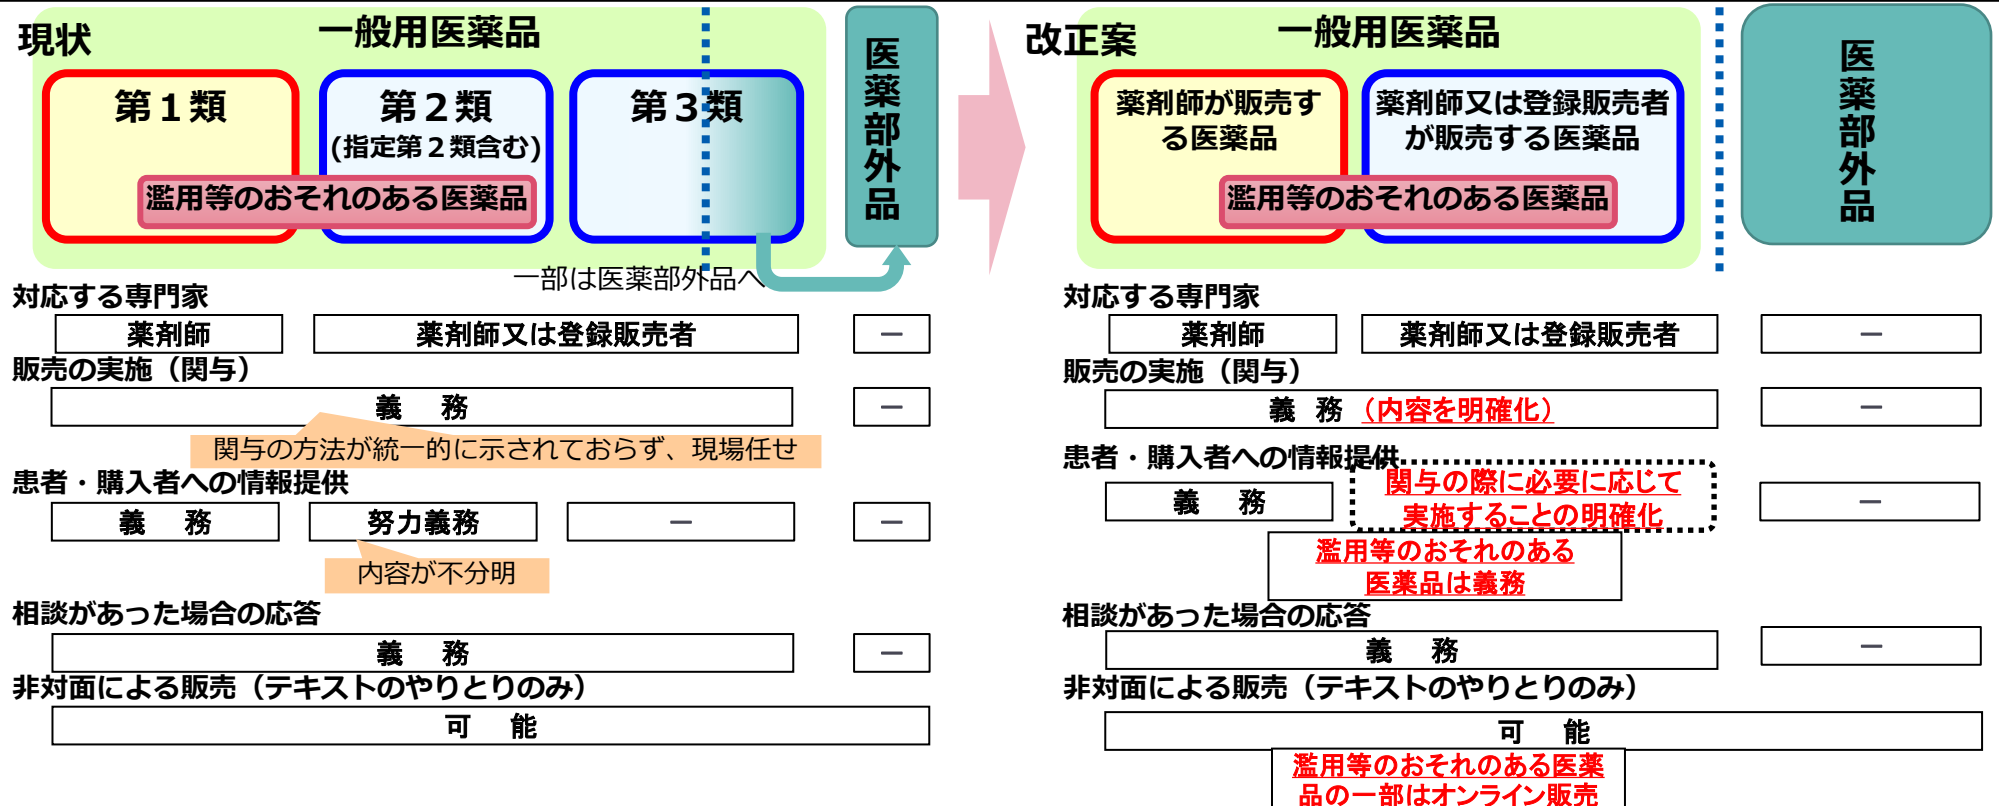 現状
一般用医薬品
第１類
第２類
(指定第２類含む)
第３類
濫用等のおそれのある医薬品
医薬部外品
一部は医薬部外品へ
対応する専門家
薬剤師
薬剤師又は登録販売者
－
販売の実施（関与）
義　務
－
関与の方法が統一的に示されておらず、現場任せ
患者・購入者への情報提供
義　務
努力義務
－
－
内容が不分明
相談があった場合の応答
義　務
－
非対面による販売（テキストのやりとりのみ）
可　能
改正案
一般用医薬品
薬剤師が販売す
る医薬品
薬剤師又は登録販売者
が販売する医薬品
濫用等のおそれのある医薬品
医薬部外品
対応する専門家
薬剤師
薬剤師又は登録販売者
－
販売の実施（関与）
義　務（内容を明確化）
－
患者・購入者への情報提供
義　務
関与の際に必要に応じて
実施することの明確化
－
濫用等のおそれのある
医薬品は義務
相談があった場合の応答
義　務
－
非対面による販売（テキストのやりとりのみ）
可　能
濫用等のおそれのある医薬
品の一部はオンライン販売